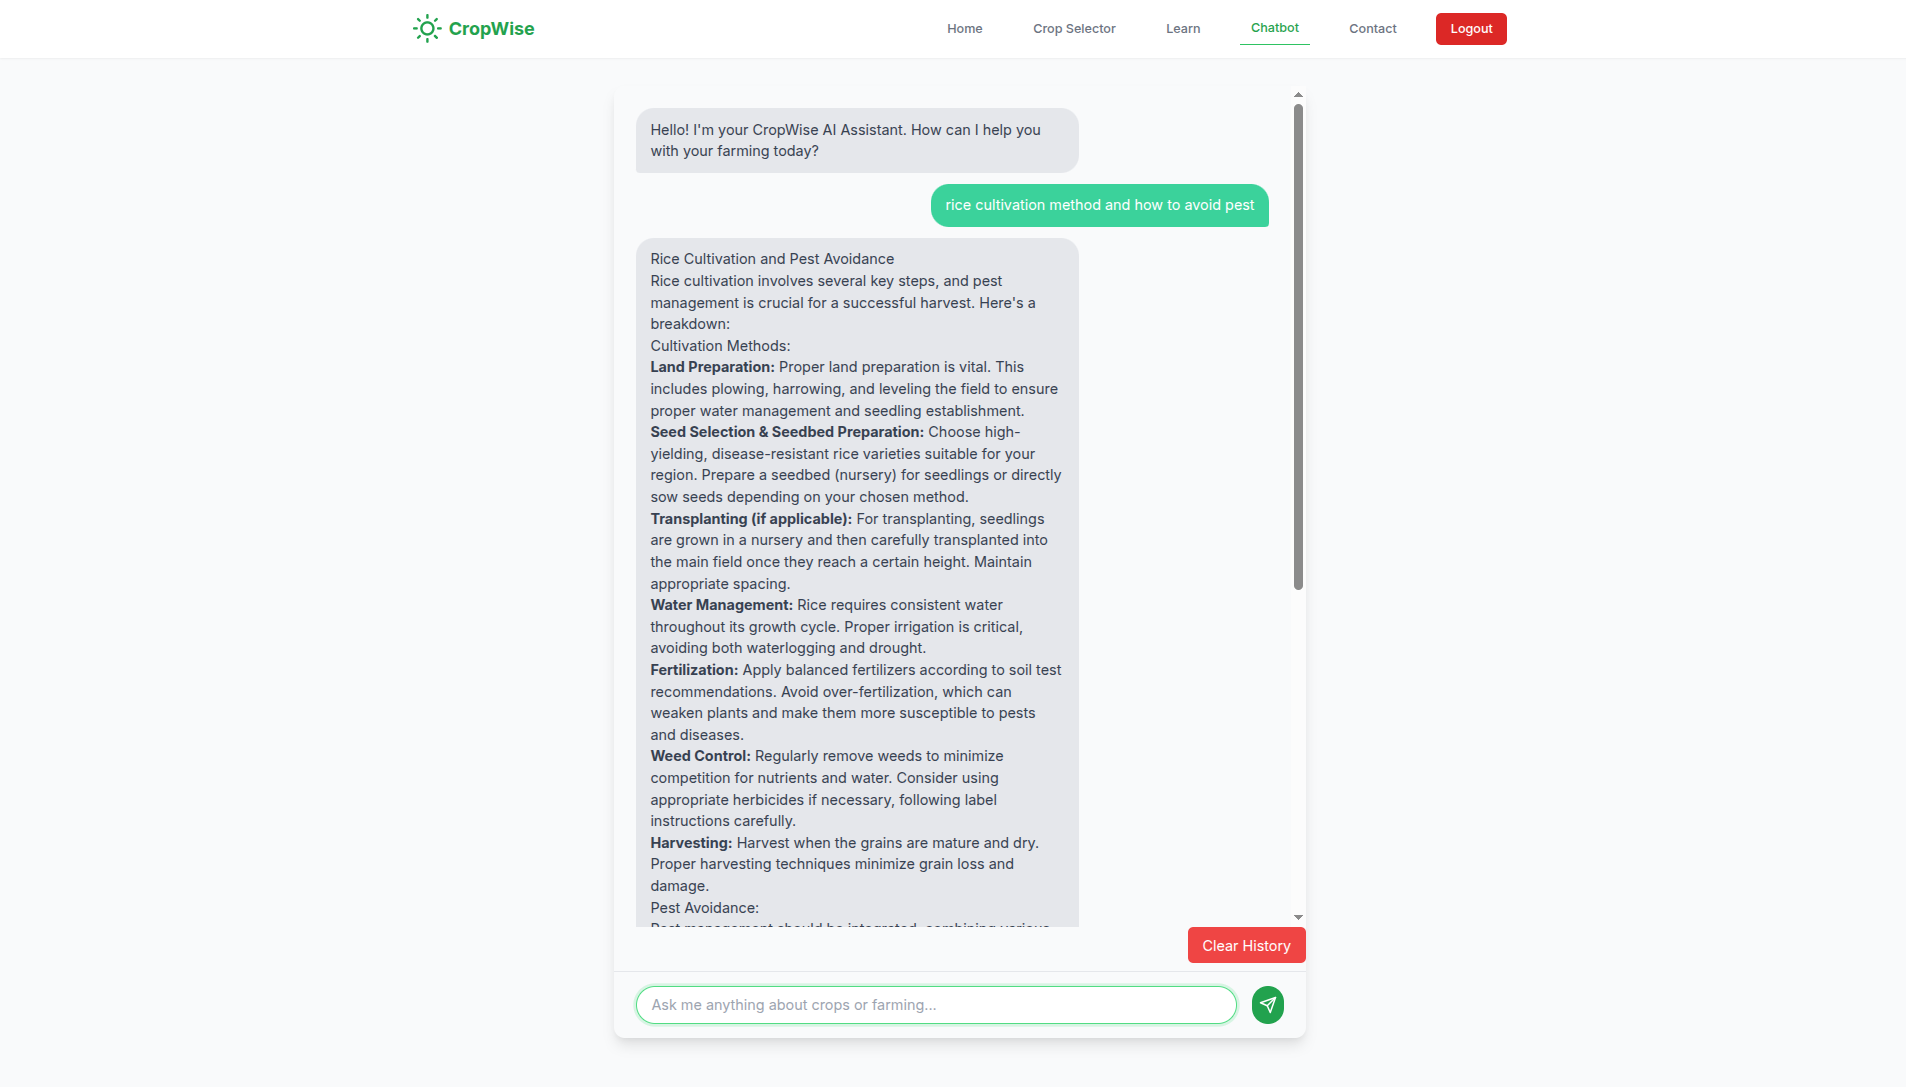 CropWise
Home
Crop Selector
Learn
Chatbot
Contact
Logout
Hello! I'm your CropWise AI Assistant. How can I help you
with your farming today?
rice cultivation method and how to avoid pest
Rice Cultivation and Pest Avoidance
Rice cultivation involves several key steps, and pest
management is crucial for a successful harvest. Here's a
breakdown:
Cultivation Methods:
Land Preparation: Proper land preparation is vital. This
includes plowing, harrowing, and leveling the field to ensure
proper water management and seedling establishment.
Seed Selection & Seedbed Preparation: Choose high-
yielding, disease-resistant rice varieties suitable for your
region. Prepare a seedbed (nursery) for seedlings or directly
sow seeds depending on your chosen method.
Transplanting (if applicable): For transplanting, seedlings
are grown in a nursery and then carefully transplanted into
the main field once they reach a certain height. Maintain
appropriate spacing.
Water Management: Rice requires consistent water
throughout its growth cycle. Proper irrigation is critical,
avoiding both waterlogging and drought.
Fertilization: Apply balanced fertilizers according to soil test
recommendations. Avoid over-fertilization, which can
weaken plants and make them more susceptible to pests
and diseases.
Weed Control: Regularly remove weeds to minimize
competition for nutrients and water. Consider using
appropriate herbicides if necessary, following label
instructions carefully.
Harvesting: Harvest when the grains are mature and dry.
Proper harvesting techniques minimize grain loss and
damage.
Pest Avoidance:
Pest management should be integrated, combining various
Clear History
Ask me anything about crops or farming...